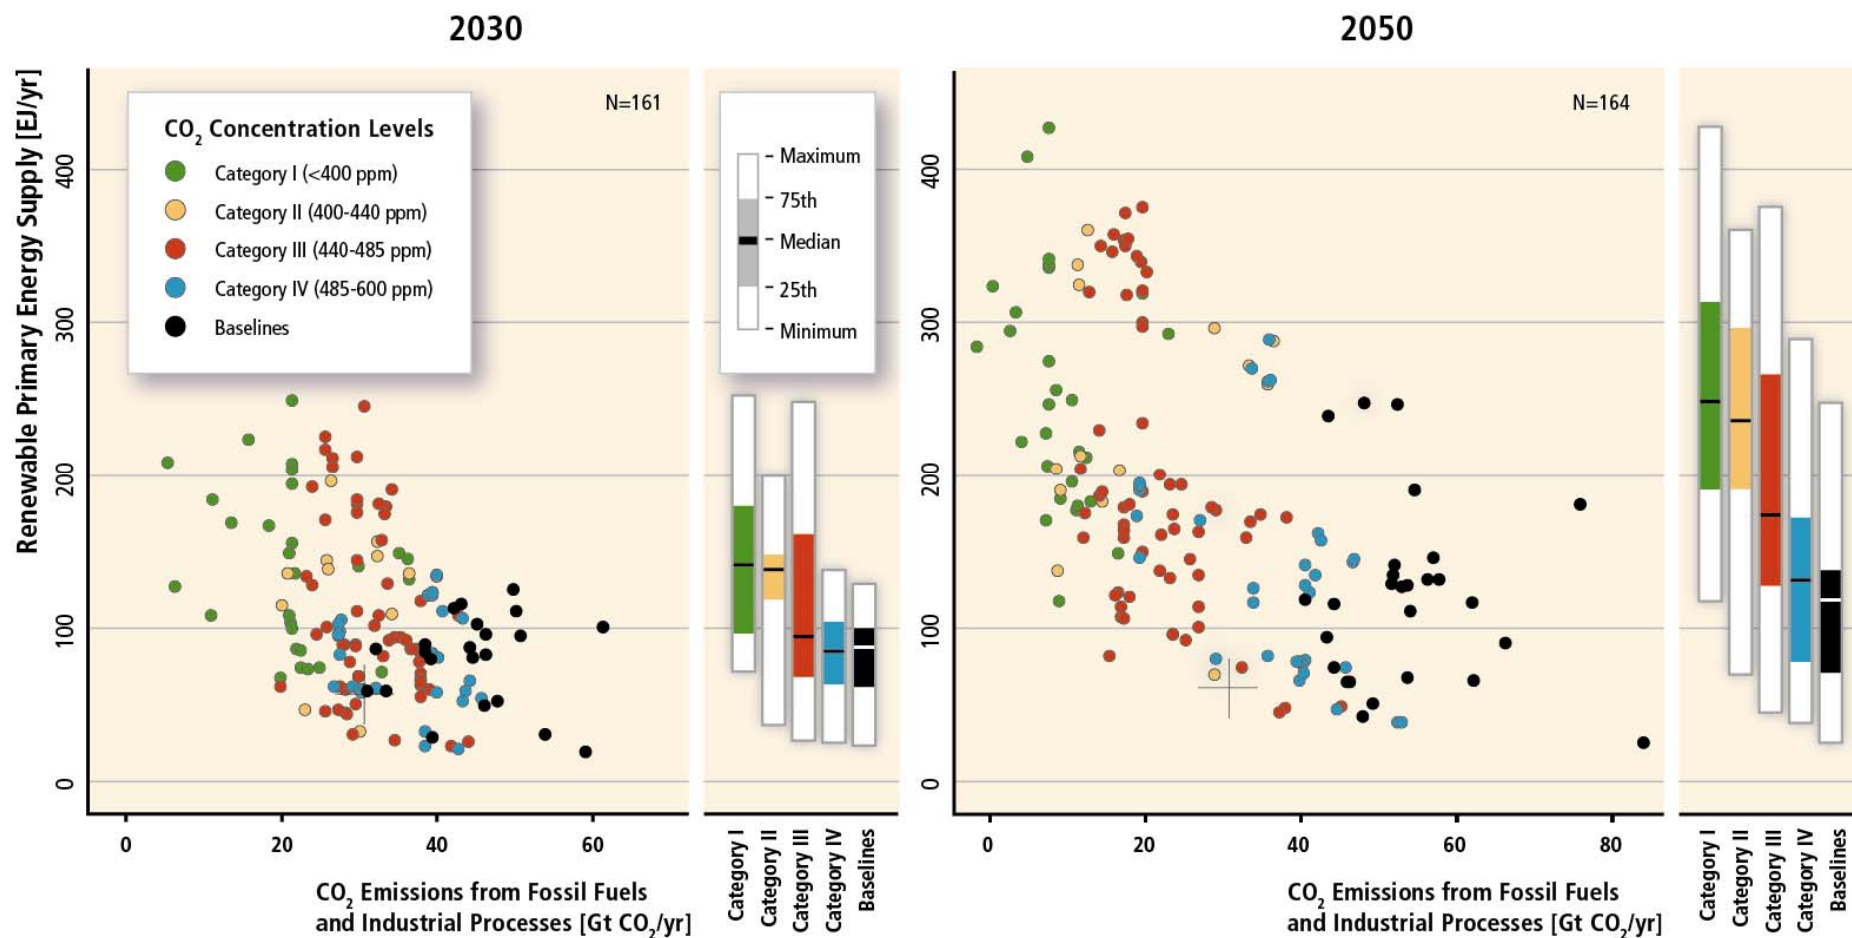 2030
Renewable Primary Energy Supply [EJ/yr]
400
300
200
100
0
N=161
CO₂ Concentration Levels
Category I (<400 ppm)
Category II (400-440 ppm)
Category III (440-485 ppm)
Category IV (485-600 ppm)
Baselines
0
20
40
60
CO₂ Emissions from Fossil Fuels
and Industrial Processes [Gt CO₂/yr]
Maximum
75th
Median
25th
Minimum
Category I
Category II
Category III
Category IV
Baselines
2050
400
300
200
100
0
N=164
0
20
40
60
80
CO₂ Emissions from Fossil Fuels
and Industrial Processes [Gt CO₂/yr]
Category I
Category II
Category III
Category IV
Baselines